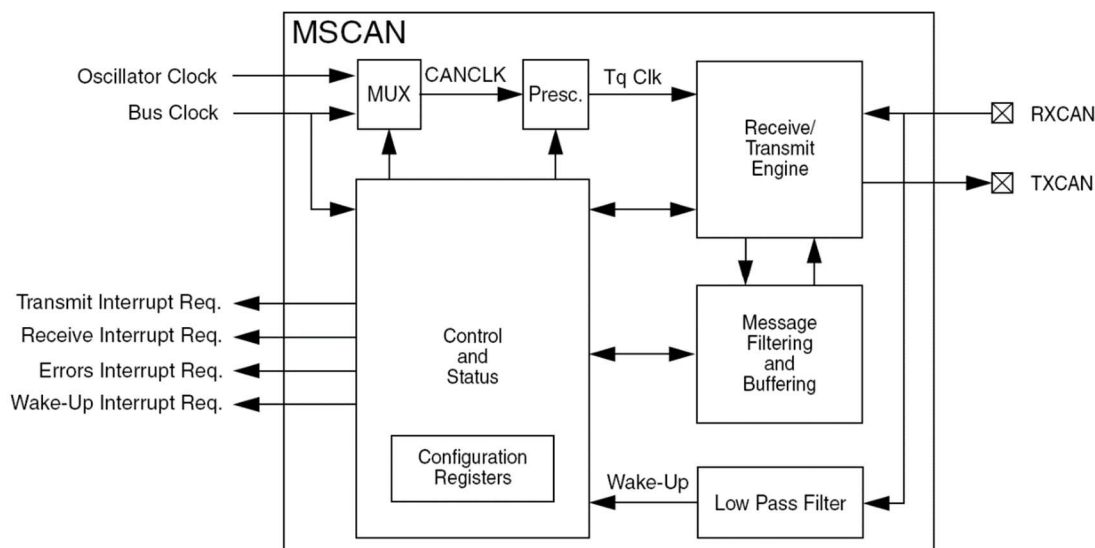 MSCAN
Oscillator Clock
Bus Clock
MUX
CANCLK
Presc.
Tq Clk
Receive/
Transmit
Engine
RXCAN
TXCAN
Transmit Interrupt Req.
Receive Interrupt Req.
Errors Interrupt Req.
Wake-Up Interrupt Req.
Control
and
Status
Message
Filtering
and
Buffering
Configuration
Registers
Wake-Up
Low Pass Filter